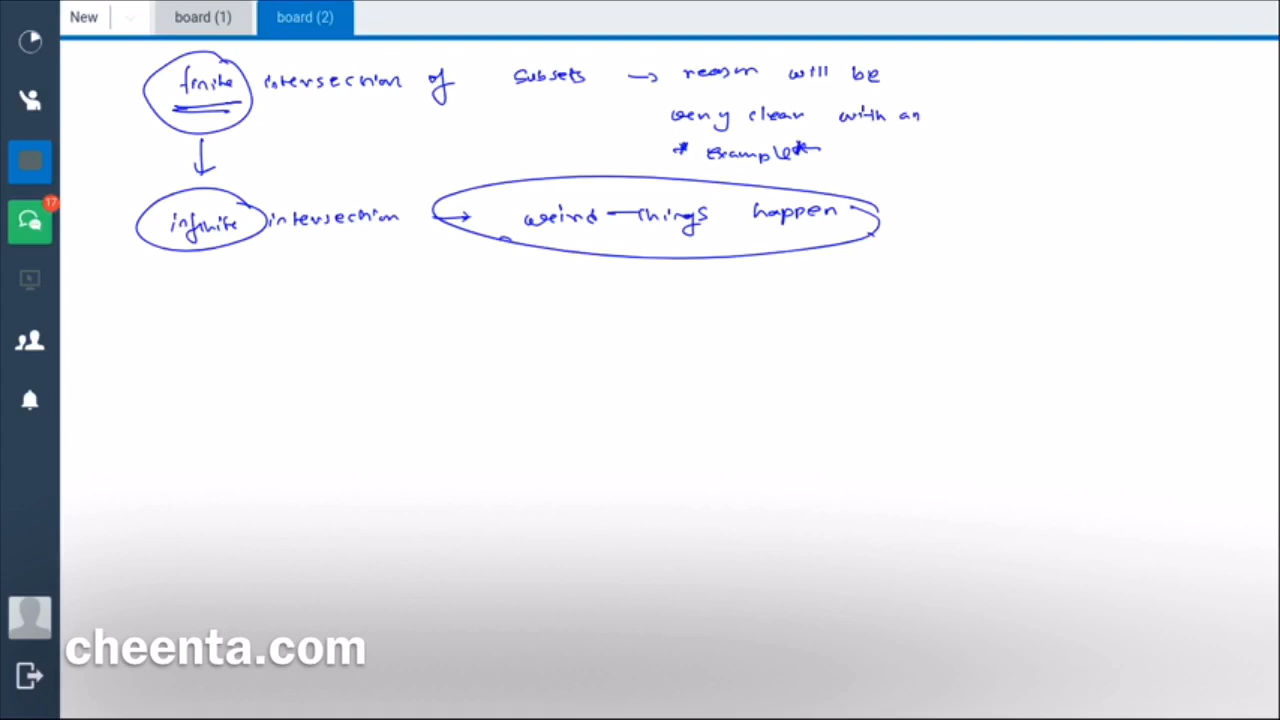 New board (1) board (2)
finite intersection of subsets → reason will be
very clear with an
* example *
17
infinite intersection → weird things happen
cheenta.com